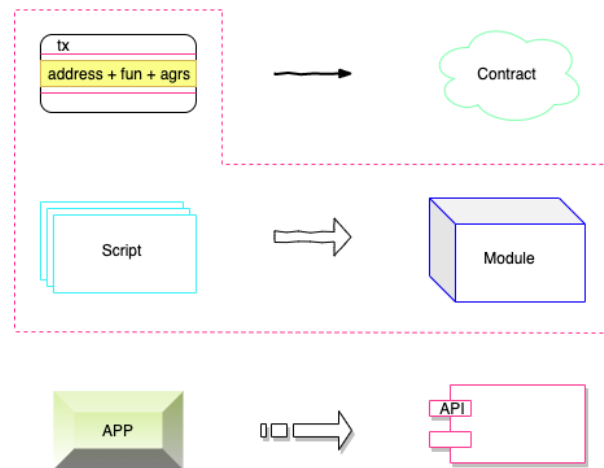 tx
address + fun + agrs
Contract
Script
Module
APP
API